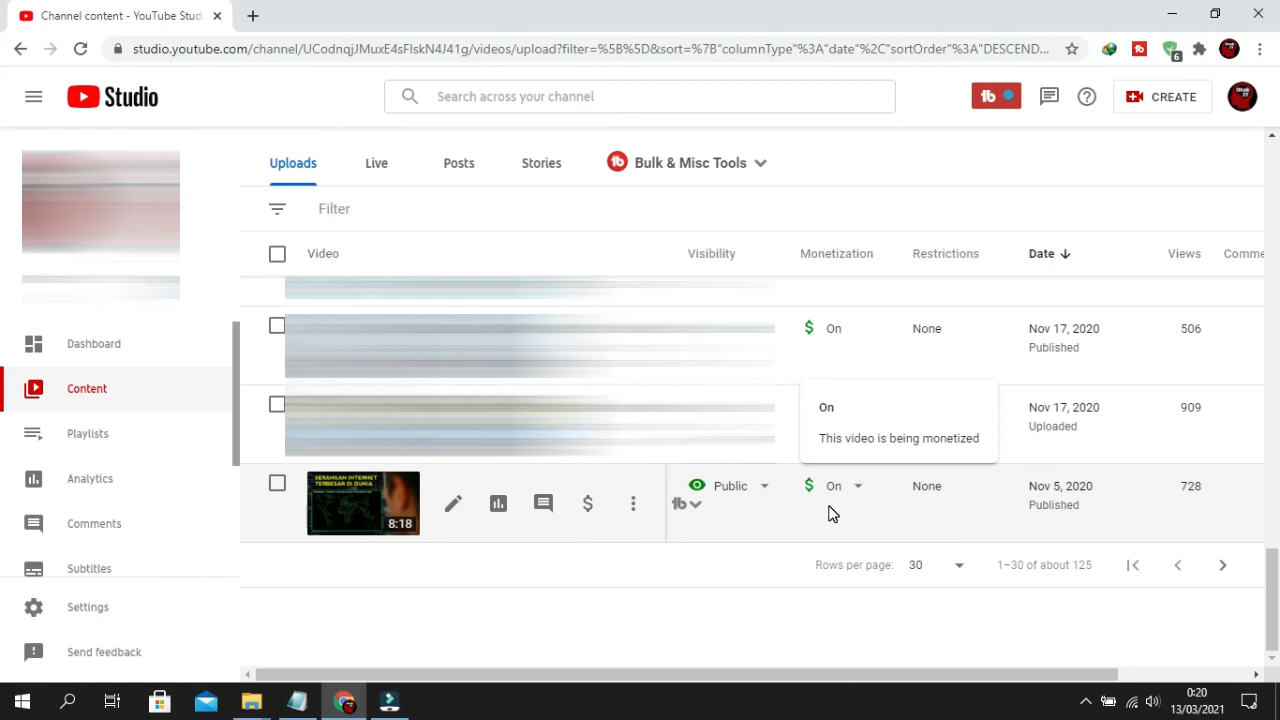 Channel content - YouTube Stud
studio.youtube.com/channel/UCodnqjJMuxE4sFlskN4J41g/videos/upload?filter=%5B%5D&sort=%7B"columnType"%3A"date"%2C"sortOrder"%3A"DESCEND...
6
Studio
Search across your channel
CREATE
Uploads
Live
Posts
Stories
Bulk & Misc Tools
Filter
Video
Visibility
Monetization
Restrictions
Date
Views
Comme
On
None
Nov 17, 2020
506
Published
On
This video is being monetized
Nov 17, 2020
909
Uploaded
SERANGAN INTERNET
TERBESAR DI DUNIA
8:18
Public
On
None
Nov 5, 2020
728
Published
Rows per page:
30
1–30 of about 125
Dashboard
Content
Playlists
Analytics
Comments
Subtitles
Settings
Send feedback
0:20
13/03/2021